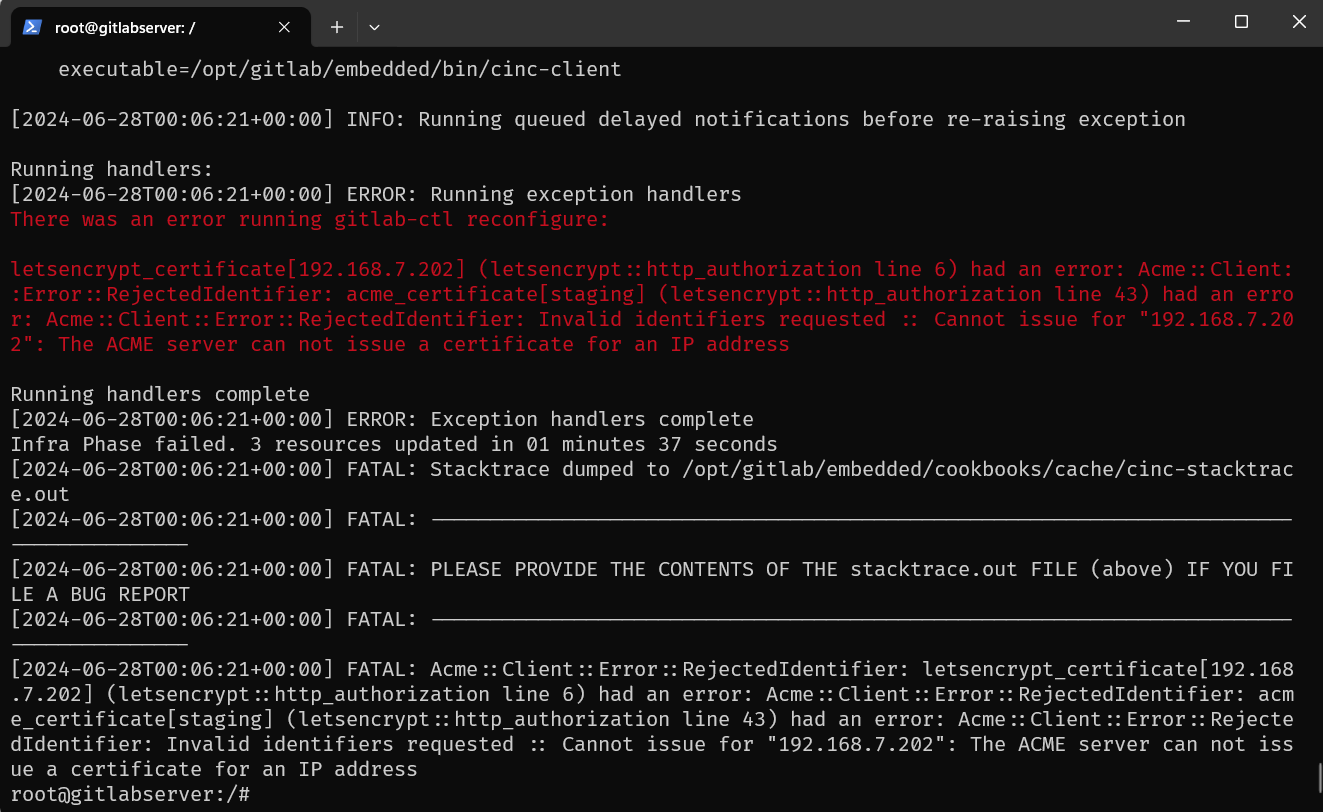 root@gitlabserver: /
    executable=/opt/gitlab/embedded/bin/cinc-client
[2024-06-28T00:06:21+00:00] INFO: Running queued delayed notifications before re-raising exception
Running handlers:
[2024-06-28T00:06:21+00:00] ERROR: Running exception handlers
There was an error running gitlab-ctl reconfigure:
letsencrypt_certificate[192.168.7.202] (letsencrypt::http_authorization line 6) had an error: Acme::Client:
:Error::RejectedIdentifier: acme_certificate[staging] (letsencrypt::http_authorization line 43) had an erro
r: Acme::Client::Error::RejectedIdentifier: Invalid identifiers requested :: Cannot issue for "192.168.7.20
2": The ACME server can not issue a certificate for an IP address
Running handlers complete
[2024-06-28T00:06:21+00:00] ERROR: Exception handlers complete
Infra Phase failed. 3 resources updated in 01 minutes 37 seconds
[2024-06-28T00:06:21+00:00] FATAL: Stacktrace dumped to /opt/gitlab/embedded/cookbooks/cache/cinc-stacktrac
e.out
[2024-06-28T00:06:21+00:00] FATAL: ------------------------------------------------------------------------
---------------
[2024-06-28T00:06:21+00:00] FATAL: PLEASE PROVIDE THE CONTENTS OF THE stacktrace.out FILE (above) IF YOU FI
LE A BUG REPORT
[2024-06-28T00:06:21+00:00] FATAL: ------------------------------------------------------------------------
---------------
[2024-06-28T00:06:21+00:00] FATAL: Acme::Client::Error::RejectedIdentifier: letsencrypt_certificate[192.168
.7.202] (letsencrypt::http_authorization line 6) had an error: Acme::Client::Error::RejectedIdentifier: acm
e_certificate[staging] (letsencrypt::http_authorization line 43) had an error: Acme::Client::Error::Rejecte
dIdentifier: Invalid identifiers requested :: Cannot issue for "192.168.7.202": The ACME server can not iss
ue a certificate for an IP address
root@gitlabserver:/#